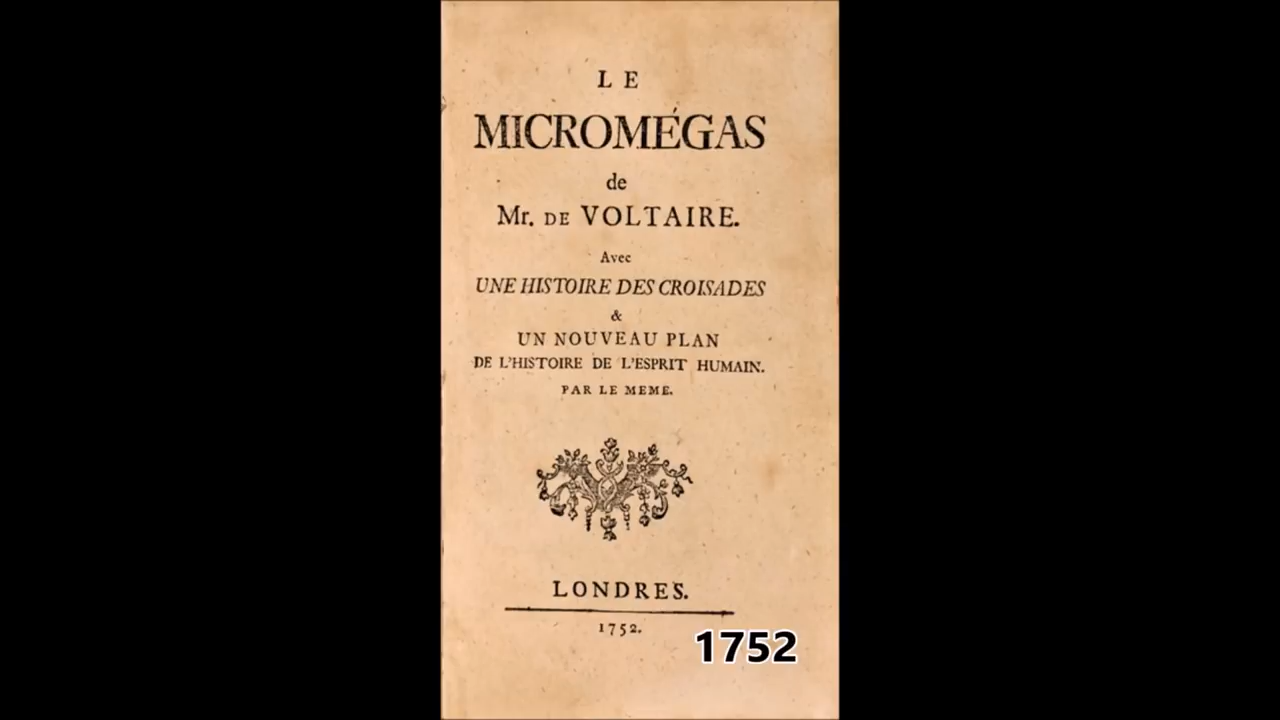 LE
MICROMÉGAS
de
Mr. DE VOLTAIRE.
Avec
UNE HISTOIRE DES CROISADES
&
UN NOUVEAU PLAN
DE L'HISTOIRE DE L'ESPRIT HUMAIN.
PAR LE MEME.
LONDRES.
1752.
1752